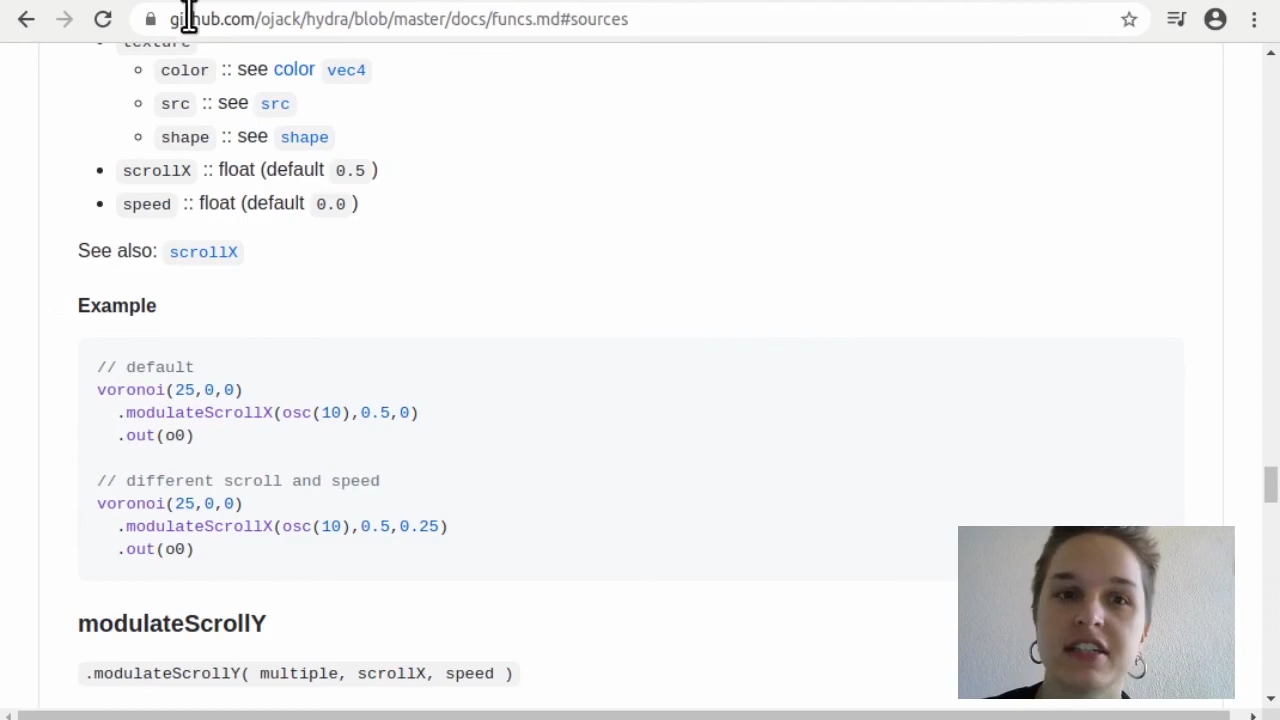 github.com/ojack/hydra/blob/master/docs/funcs.md#sources
texture
color :: see color vec4
src :: see src
shape :: see shape
scrollX :: float (default 0.5 )
speed :: float (default 0.0 )
See also: scrollX
Example
// default
voronoi(25,0,0)
.modulateScrollX(osc(10),0.5,0)
.out(o0)
// different scroll and speed
voronoi(25,0,0)
.modulateScrollX(osc(10),0.5,0.25)
.out(o0)
modulateScrollY
.modulateScrollY( multiple, scrollX, speed )